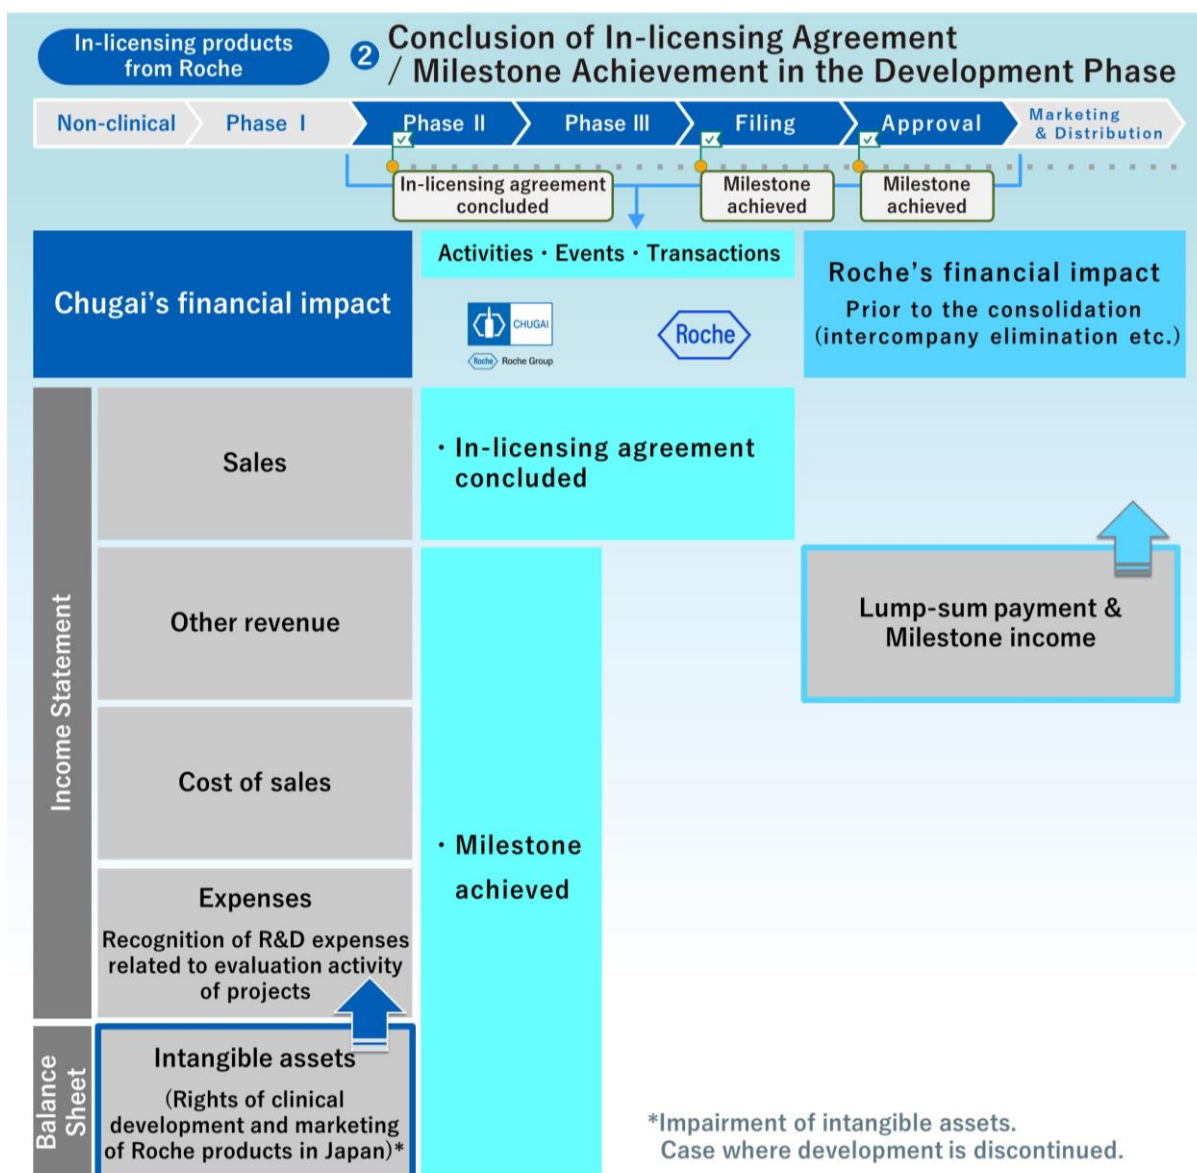 In-licensing products
from Roche
2 Conclusion of In-licensing Agreement
/ Milestone Achievement in the Development Phase
Non-clinical
Phase I
Phase II
Phase III
Filing
Approval
Marketing
& Distribution
In-licensing agreement
concluded
Milestone
achieved
Milestone
achieved
Chugai's financial impact
Activities・Events・Transactions
CHUGAI
Roche Roche Group
Roche
Roche's financial impact
Prior to the consolidation
(intercompany elimination etc.)
Income Statement
Sales
・In-licensing agreement
concluded
Other revenue
Lump-sum payment &
Milestone income
Cost of sales
・Milestone
achieved
Expenses
Recognition of R&D expenses
related to evaluation activity
of projects
Balance
Sheet
Intangible assets
(Rights of clinical
development and marketing
of Roche products in Japan)*
*Impairment of intangible assets.
Case where development is discontinued.